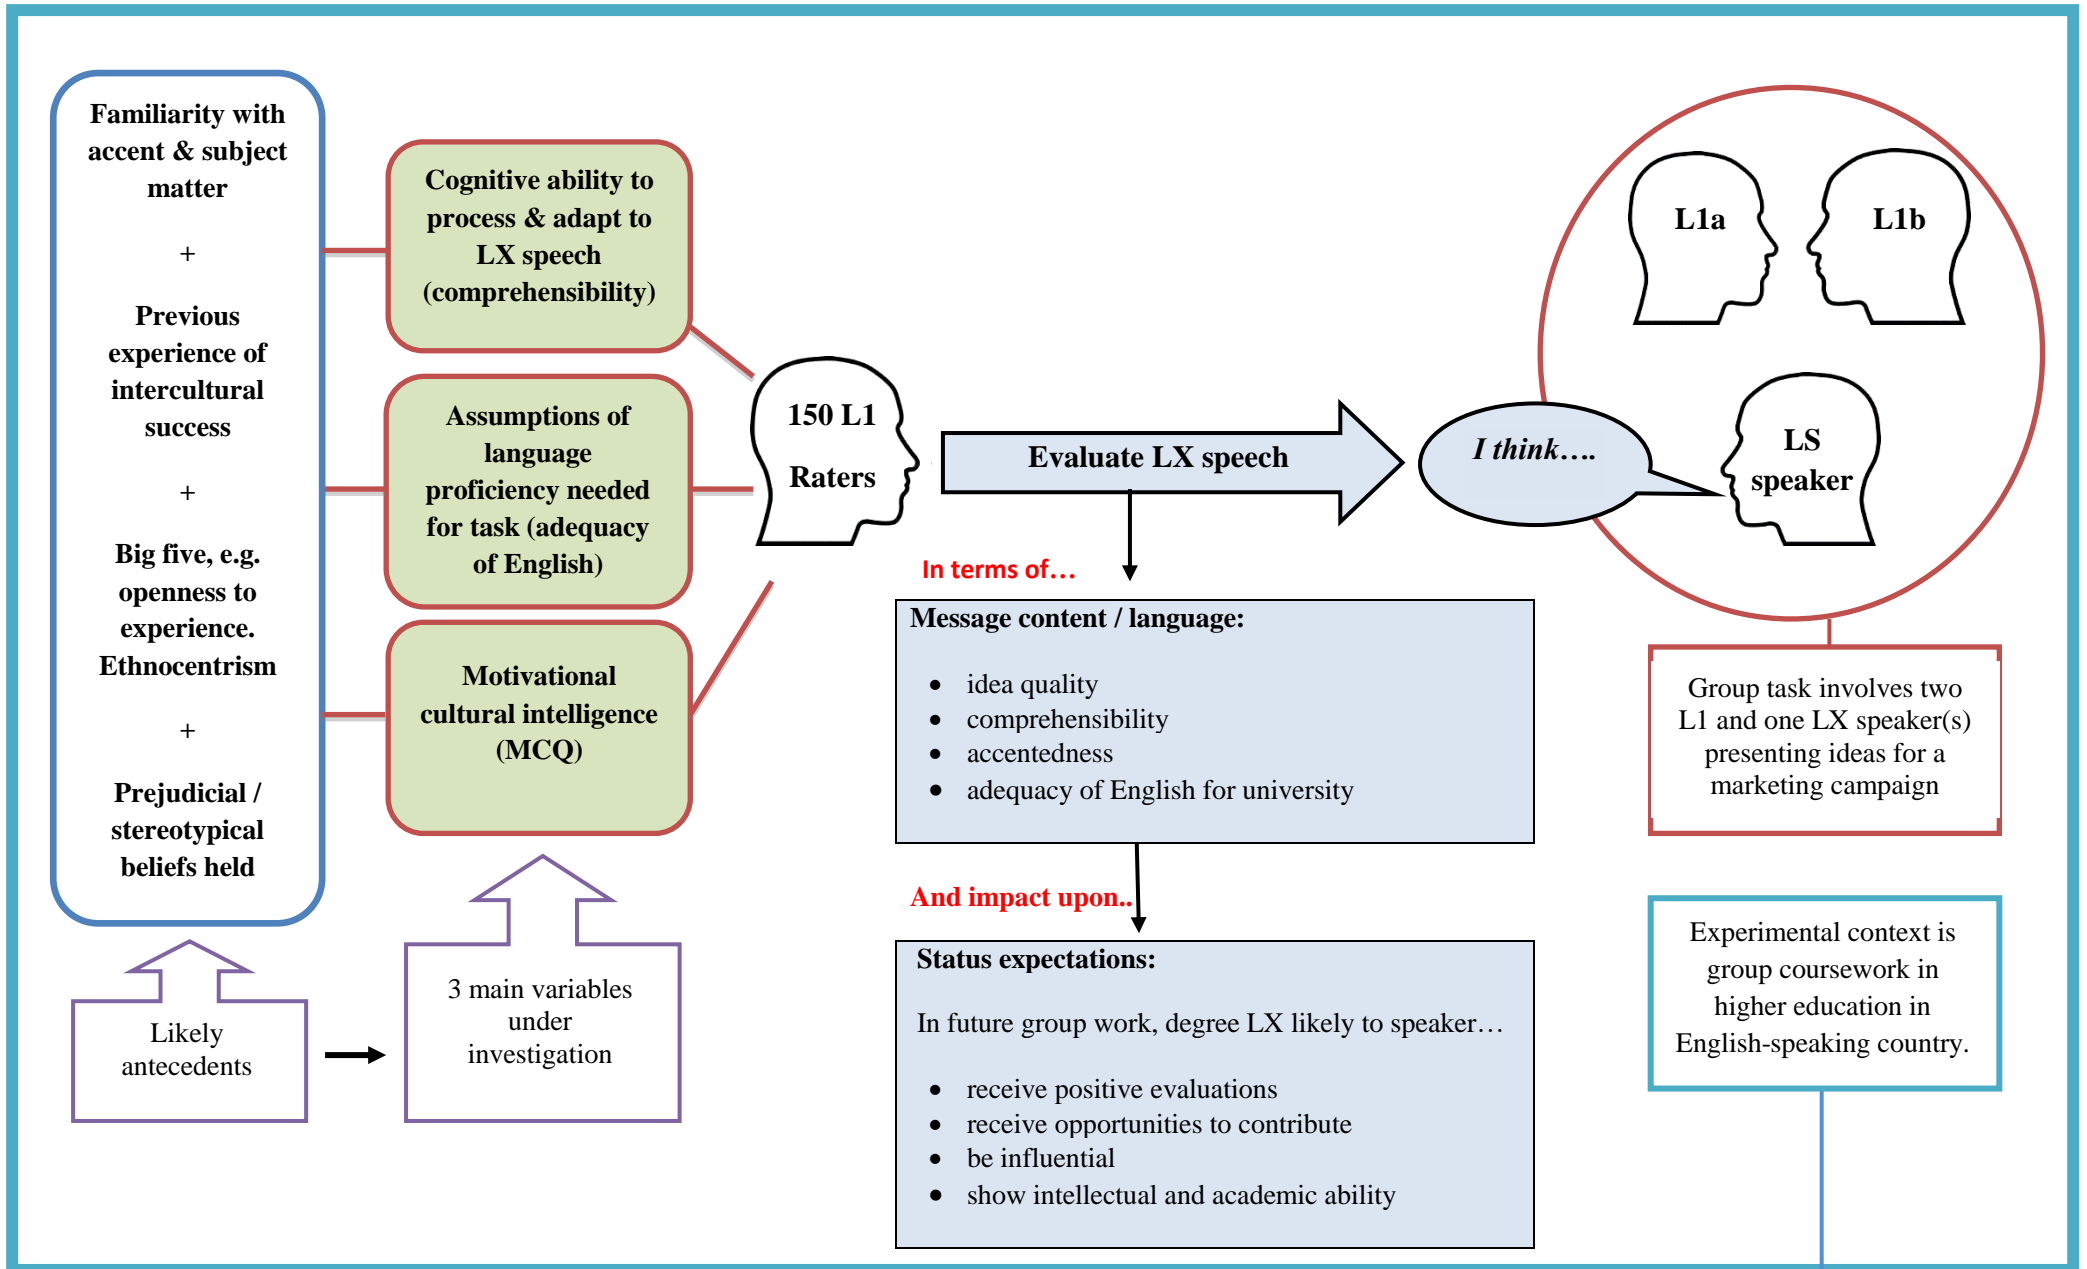 Familiarity with
accent & subject
matter
+
Previous
experience of
intercultural
success
+
Big five, e.g.
openness to
experience.
Ethnocentrism
+
Prejudicial /
stereotypical
beliefs held
Likely
antecedents
Cognitive ability to
process & adapt to
LX speech
(comprehensibility)
Assumptions of
language
proficiency needed
for task (adequacy
of English)
Motivational
cultural intelligence
(MCQ)
3 main variables
under
investigation
150 L1
Raters
Evaluate LX speech
In terms of…
Message content / language:
• idea quality
• comprehensibility
• accentedness
• adequacy of English for university
And impact upon..
Status expectations:
In future group work, degree LX likely to speaker…
• receive positive evaluations
• receive opportunities to contribute
• be influential
• show intellectual and academic ability
I think….
L1a
L1b
LS
speaker
Group task involves two
L1 and one LX speaker(s)
presenting ideas for a
marketing campaign
Experimental context is
group coursework in
higher education in
English-speaking country.